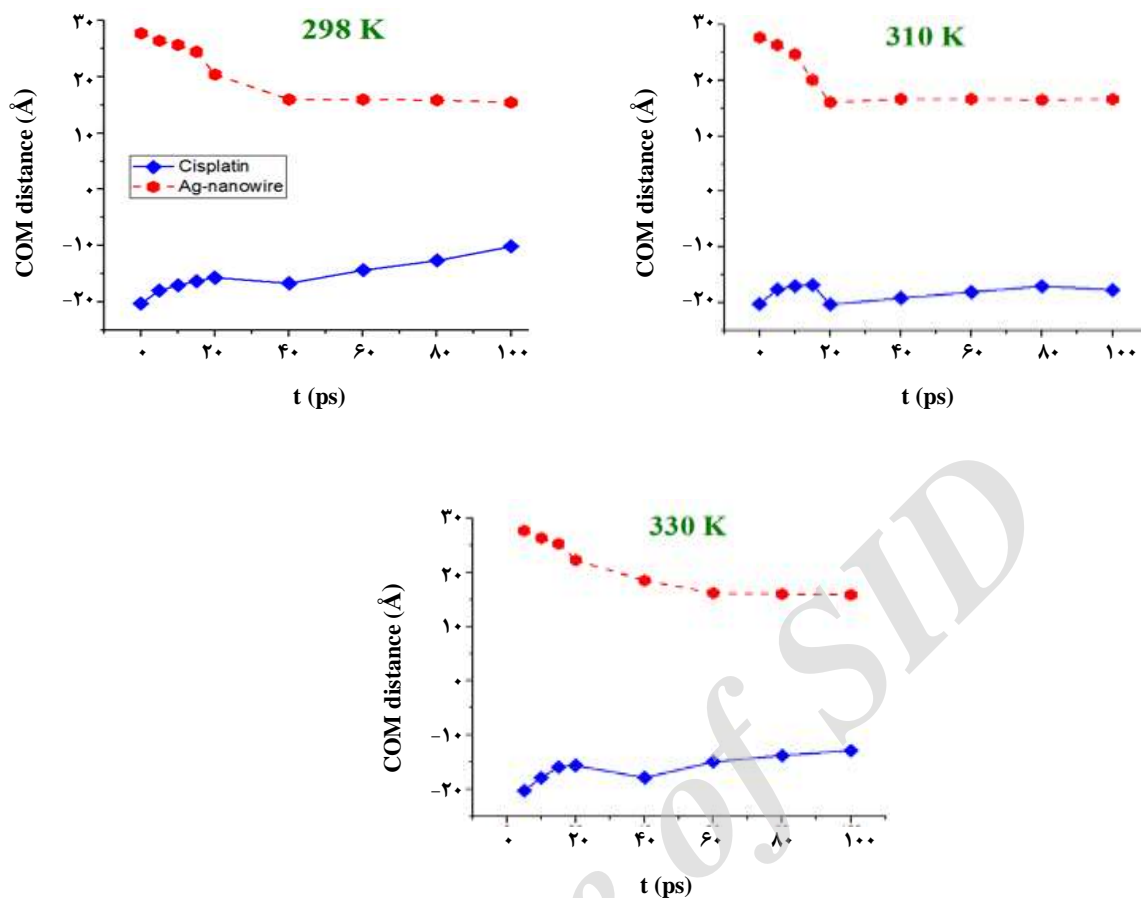 298 K
COM distance (Å)
۳۰
۲۰
۱۰
۰
−۱۰
−۲۰
Cisplatin
Ag-nanowire
۰ ۲۰ ۴۰ ۶۰ ۸۰ ۱۰۰
t (ps)
310 K
COM distance (Å)
۳۰
۲۰
۱۰
۰
−۱۰
−۲۰
۰ ۲۰ ۴۰ ۶۰ ۸۰ ۱۰۰
t (ps)
330 K
COM distance (Å)
۳۰
۲۰
۱۰
۰
−۱۰
−۲۰
۰ ۲۰ ۴۰ ۶۰ ۸۰ ۱۰۰
t (ps)
of SID